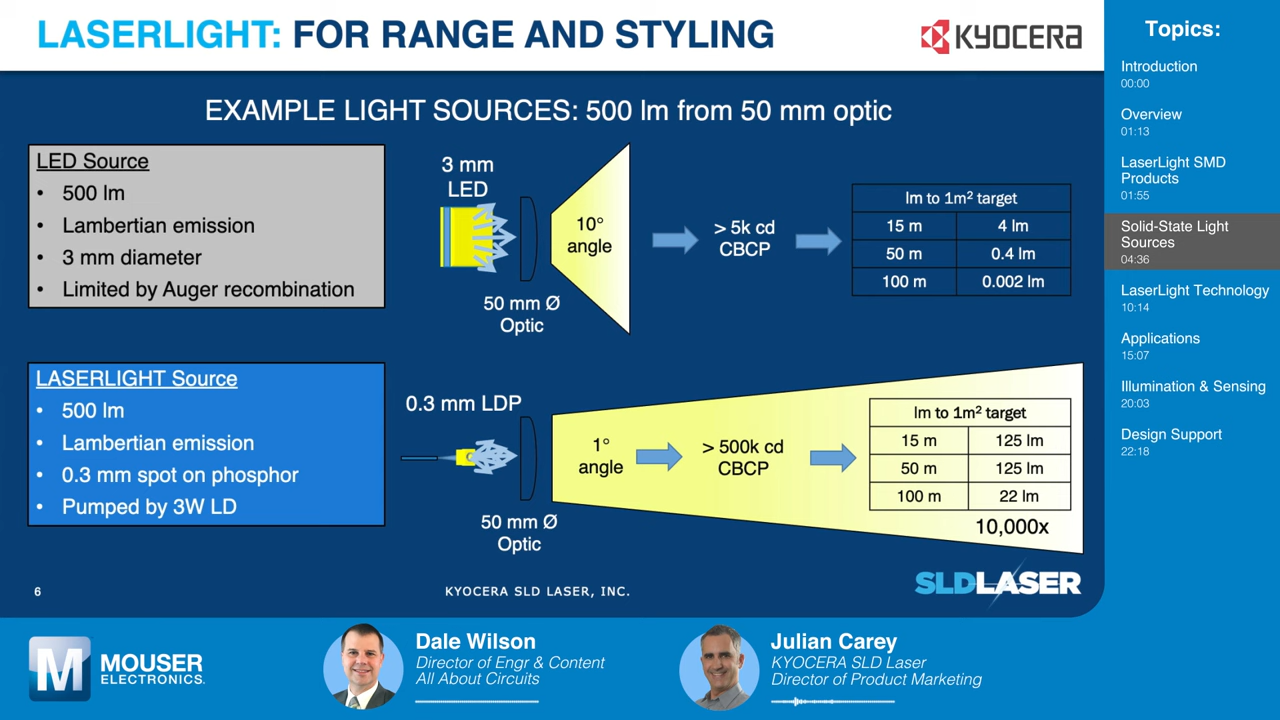 LASERLIGHT: FOR RANGE AND STYLING
KYOCERA
EXAMPLE LIGHT SOURCES: 500 lm from 50 mm optic
LED Source
• 500 lm
• Lambertian emission
• 3 mm diameter
• Limited by Auger recombination
3 mm
LED
50 mm Ø
Optic
10°
angle
> 5k cd
CBCP
lm to 1m² target
15 m 4 lm
50 m 0.4 lm
100 m 0.002 lm
LASERLIGHT Source
• 500 lm
• Lambertian emission
• 0.3 mm spot on phosphor
• Pumped by 3W LD
0.3 mm LDP
50 mm Ø
Optic
1°
angle
> 500k cd
CBCP
lm to 1m² target
15 m 125 lm
50 m 125 lm
100 m 22 lm
10,000x
6
KYOCERA SLD LASER, INC.
SLDLASER
Topics:
Introduction
00:00
Overview
01:13
LaserLight SMD
Products
01:55
Solid-State Light
Sources
04:36
LaserLight Technology
10:14
Applications
15:07
Illumination & Sensing
20:03
Design Support
22:18
M
MOUSER
ELECTRONICS.
Dale Wilson
Director of Engr & Content
All About Circuits
Julian Carey
KYOCERA SLD Laser
Director of Product Marketing